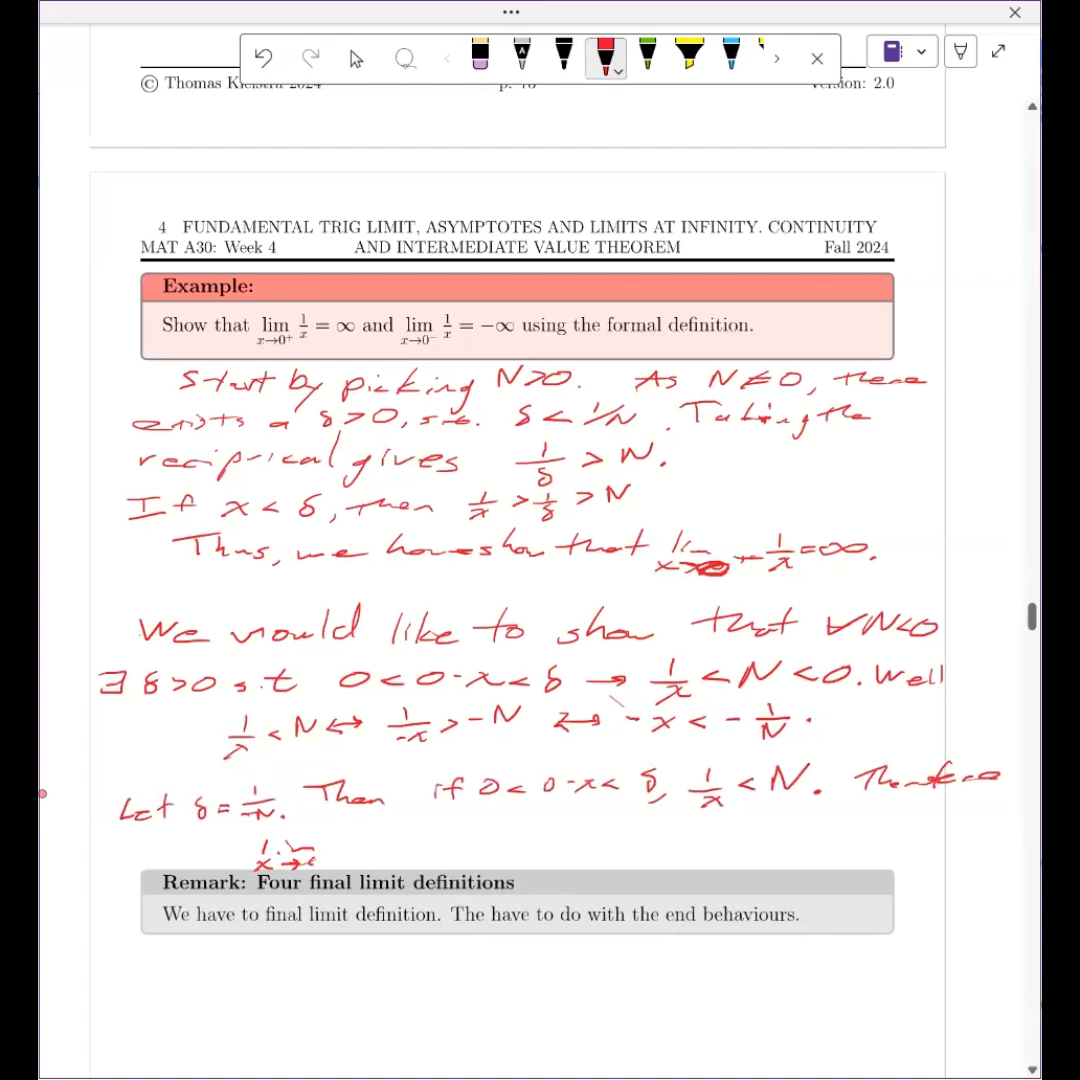 © Thomas 2024 p. Version: 2.0
4 FUNDAMENTAL TRIG LIMIT, ASYMPTOTES AND LIMITS AT INFINITY. CONTINUITY
MAT A30: Week 4 AND INTERMEDIATE VALUE THEOREM Fall 2024
Example:
Show that lim_{x→0⁺} 1/x = ∞ and lim_{x→0⁻} 1/x = −∞ using the formal definition.
Start by picking N>0. As N≠0, there
exists a δ>0, s.t. δ < 1/N. Taking the
reciprical gives 1/δ > N.
If x < δ, then 1/x > 1/δ > N
Thus, we have show that lim_{x→0⁺} 1/x = ∞.
We would like to show that ∀N<0
∃ δ>0 s.t 0<0-x<δ → 1/x < N < 0. Well
1/x < N ↔ 1/-x > -N ↔ -x < - 1/N.
Let δ = 1/-N. Then if 0<0-x<δ, 1/x < N. Therefore
lim x→
Remark: Four final limit definitions
We have to final limit definition. The have to do with the end behaviours.